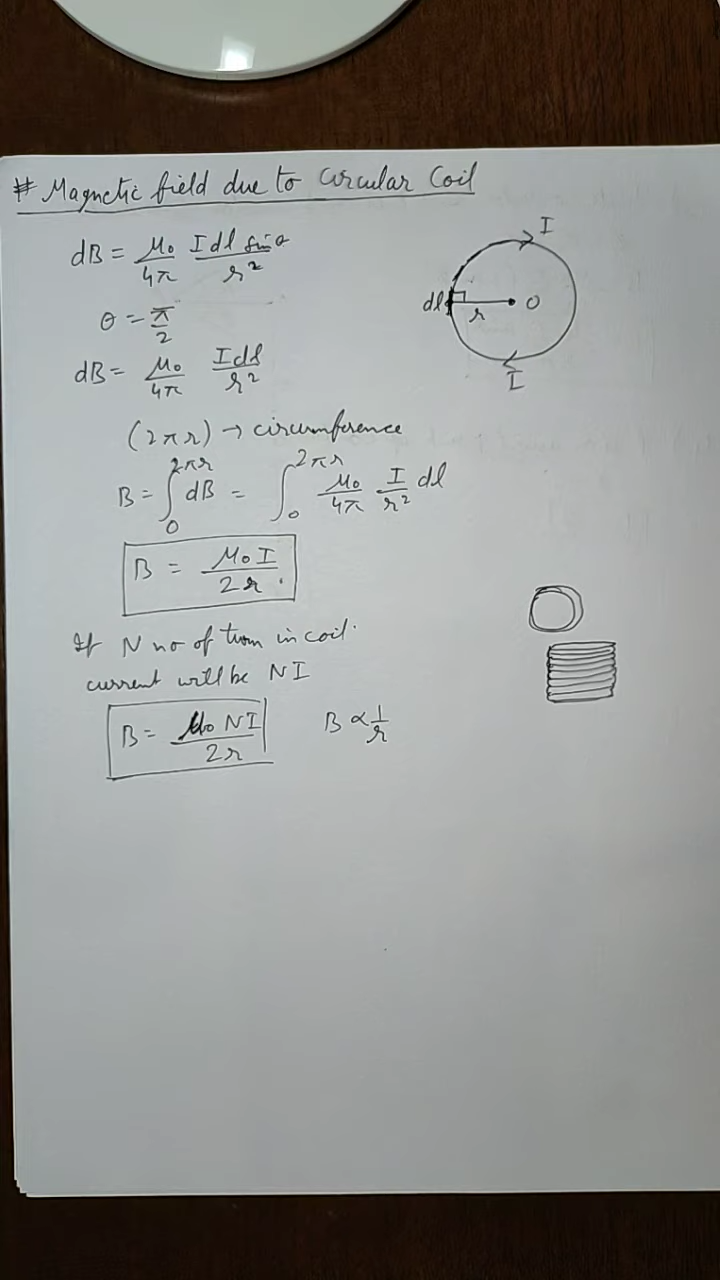 # Magnetic field due to Circular Coil
dB = μ₀/4π Idl sinθ/r²
θ = π/2
dB = μ₀/4π Idl/r²
(2πr) → circumference
B = ∫₀^2πr dB = ∫₀^2πr μ₀/4π I/r² dl
B = μ₀I/2r.
If N no of turn in coil.
current will be NI
B = μ₀NI/2r B ∝ 1/r
I
dl r O
I